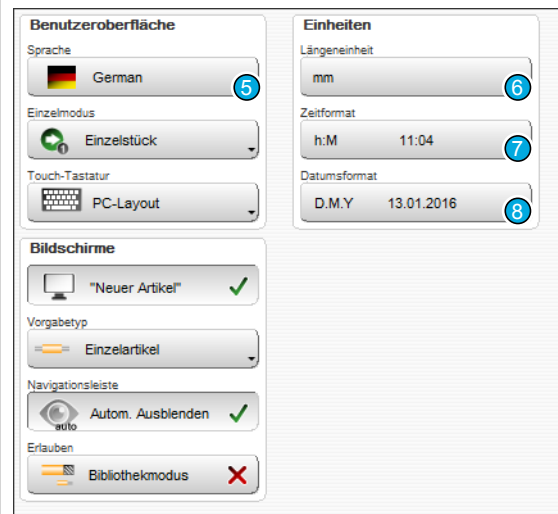 Benutzeroberfläche
Sprache
German
5
Einzelmodus
1
Einzelstück
Touch-Tastatur
PC-Layout
Einheiten
Längeneinheit
mm
6
Zeitformat
h:M 11:04
7
Datumsformat
D.M.Y 13.01.2016
8
Bildschirme
"Neuer Artikel"
Vorgabetyp
Einzelartikel
Navigationsleiste
auto
Autom. Ausblenden
Erlauben
Bibliothekmodus